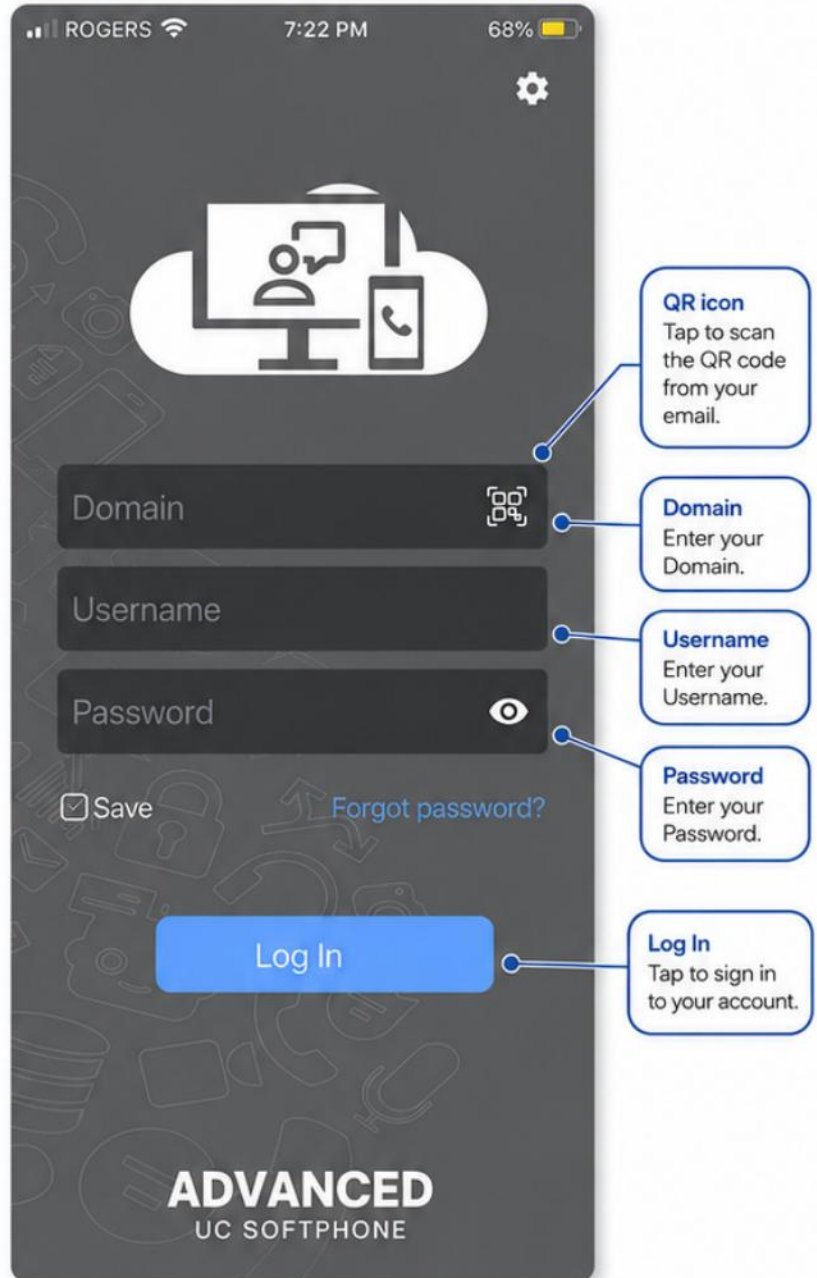 ROGERS 7:22 PM 68%
QR icon
Tap to scan
the QR code
from your
email.
Domain
Domain
Enter your
Domain.
Username
Username
Enter your
Username.
Password
Password
Enter your
Password.
Save Forgot password?
Log In
Log In
Tap to sign in
to your account.
ADVANCED
UC SOFTPHONE